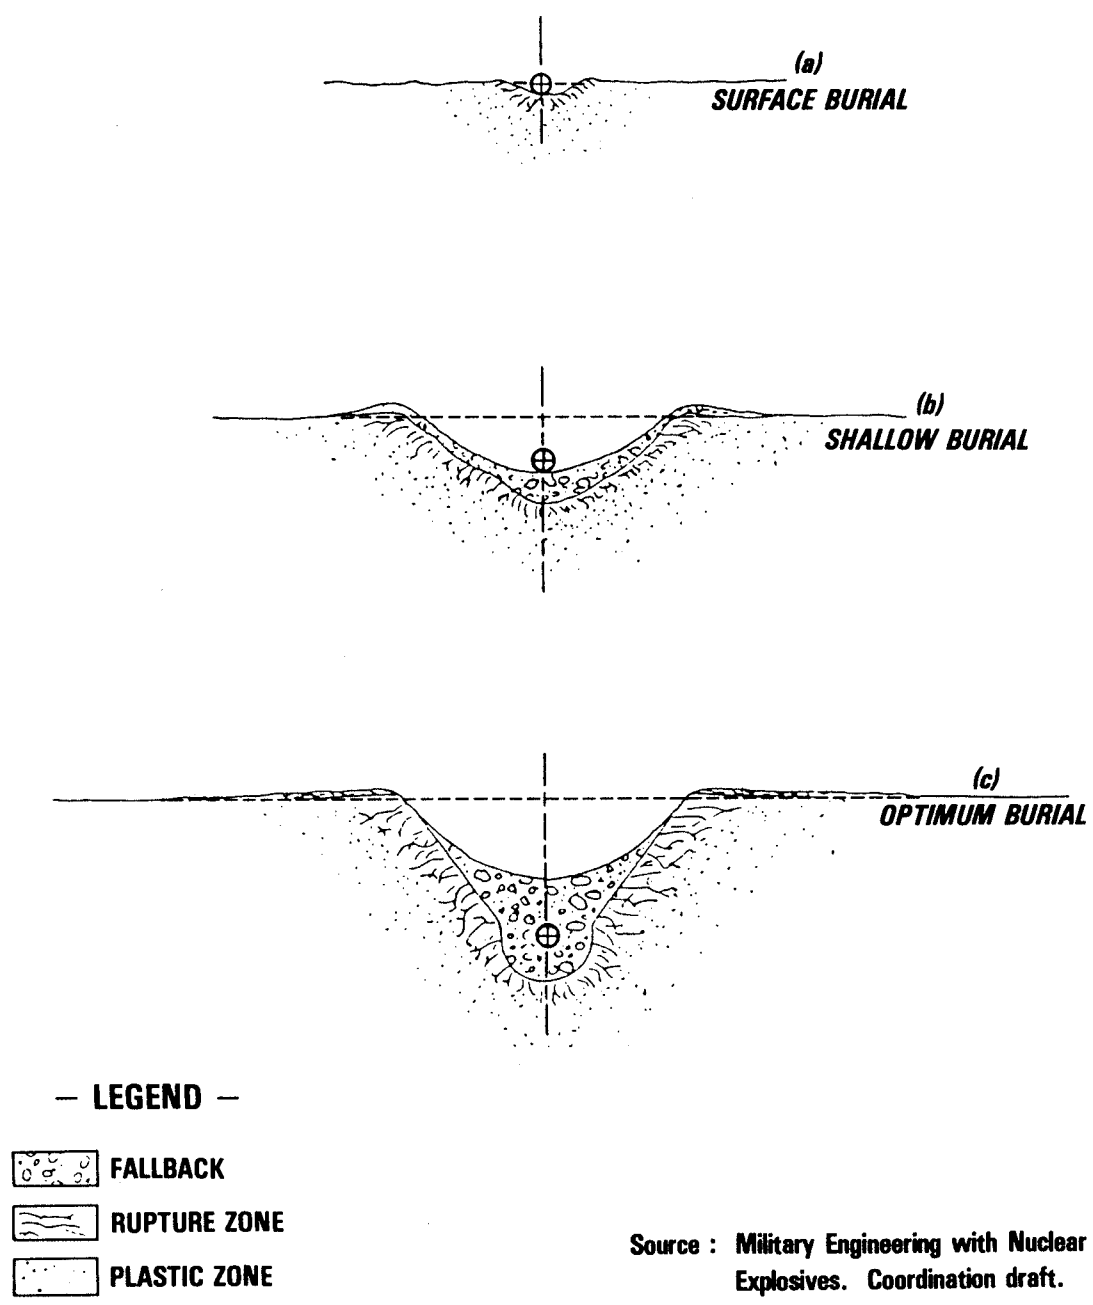 (a)
SURFACE BURIAL
(b)
SHALLOW BURIAL
(c)
OPTIMUM BURIAL
— LEGEND —
FALLBACK
RUPTURE ZONE
PLASTIC ZONE
Source : Military Engineering with Nuclear
Explosives. Coordination draft.